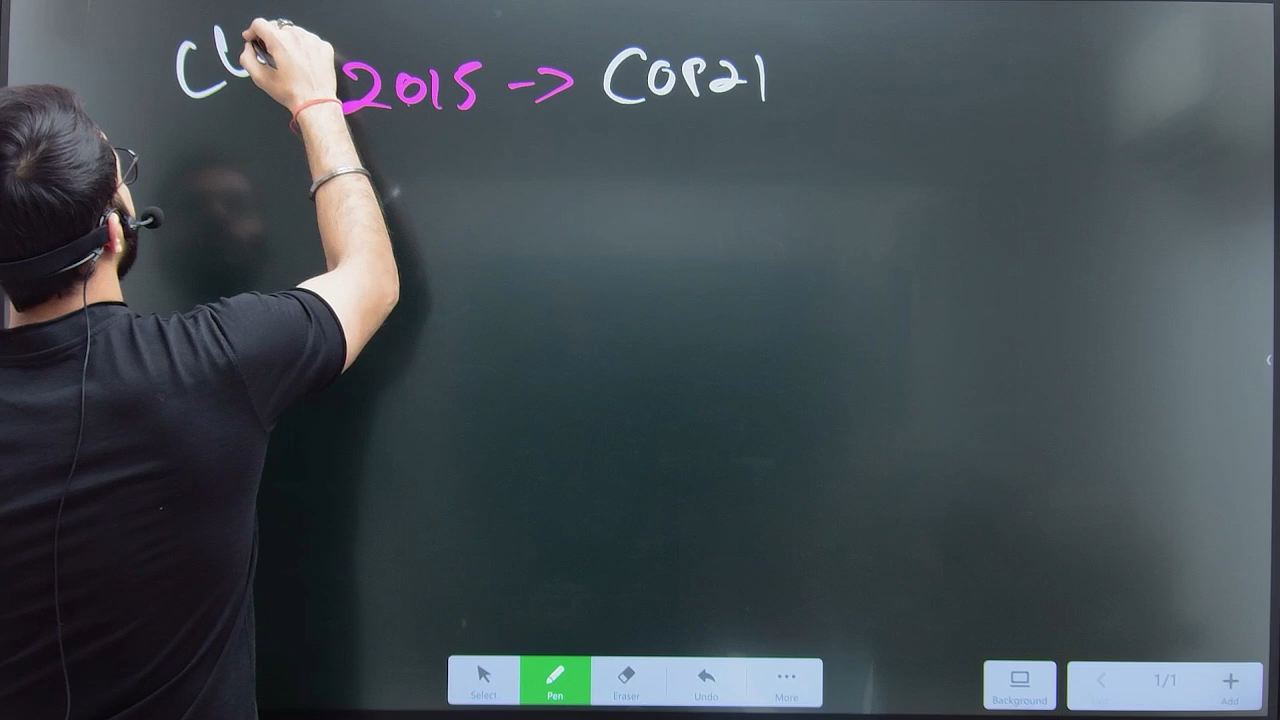 2015 -> COP21
Select
Pen
Eraser
Undo
More
Background
1/1
Add